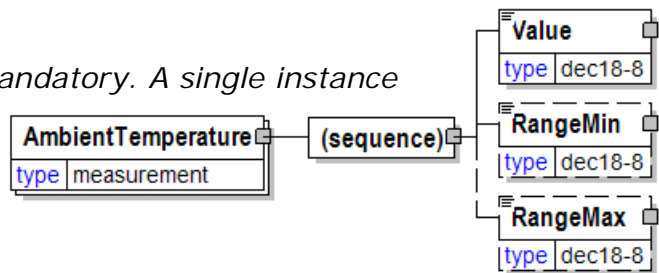 Value
type dec18-8
andatory. A single instance
RangeMin
type dec18-8
AmbientTemperature
type measurement
(sequence)
RangeMax
type dec18-8